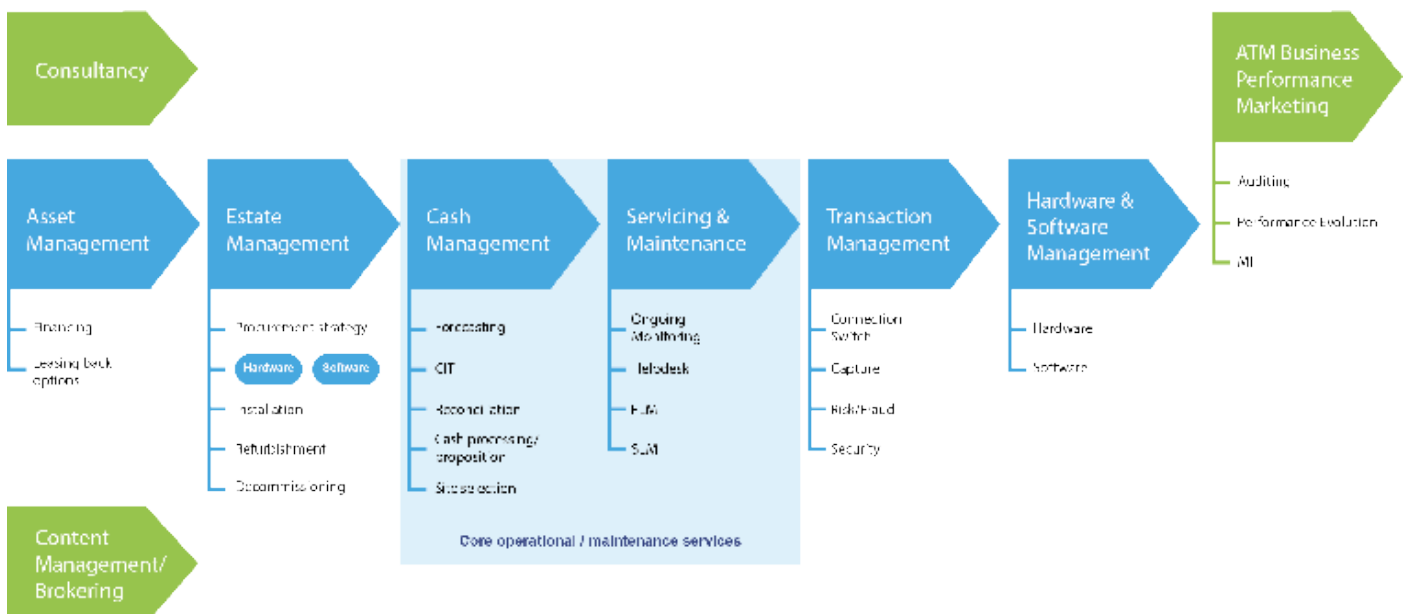 Consultancy
ATM Business
Performance
Marketing
Auditing
Performance Evolution
MI
Asset
Management
Financing
Leasing back
options
Estate
Management
Procurement strategy
Hardware
Software
Installation
Refurbishment
Decommissioning
Cash
Management
Forecasting
CIT
Reconciliation
Cash processing/
proposition
Site selection
Servicing &
Maintenance
Ongoing
Monitoring
Helpdesk
FLM
SLM
Core operational / maintenance services
Transaction
Management
Connection
Switch
Capture
Risk/Fraud
Security
Hardware &
Software
Management
Hardware
Software
Content
Management/
Brokering